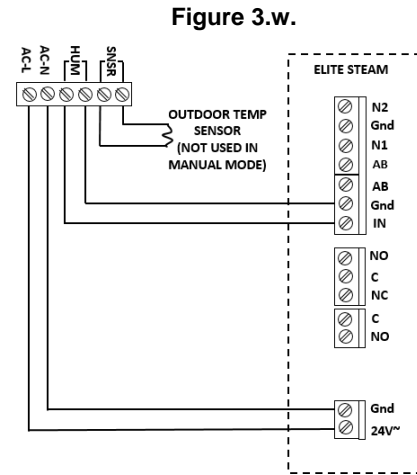 Figure 3.w.
AC-L
AC-N
HUM
SNSR
OUTDOOR TEMP
SENSOR
(NOT USED IN
MANUAL MODE)
ELITE STEAM
N2
Gnd
N1
AB
AB
Gnd
IN
NO
C
NC
C
NO
Gnd
24V~